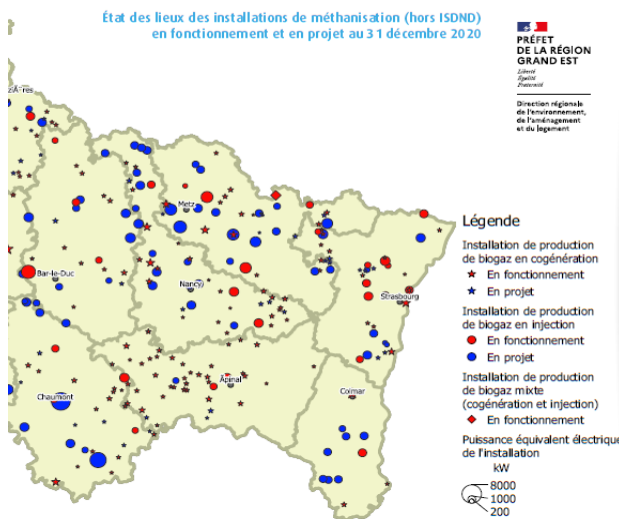 État des lieux des installations de méthanisation (hors ISDND)
en fonctionnement et en projet au 31 décembre 2020
PRÉFET
DE LA RÉGION
GRAND EST
Liberté
Égalité
Fraternité
Direction régionale
de l'environnement,
de l'aménagement
et du logement
Metz
Bar-le-Duc
Nancy
Strasbourg
Épinal
Chaumont
Colmar
Légende
Installation de production
de biogaz en cogénération
En fonctionnement
En projet
Installation de production
de biogaz en injection
En fonctionnement
En projet
Installation de production
de biogaz mixte
(cogénération et injection)
En fonctionnement
Puissance équivalent électrique
de l'installation
kW
8000
1000
200